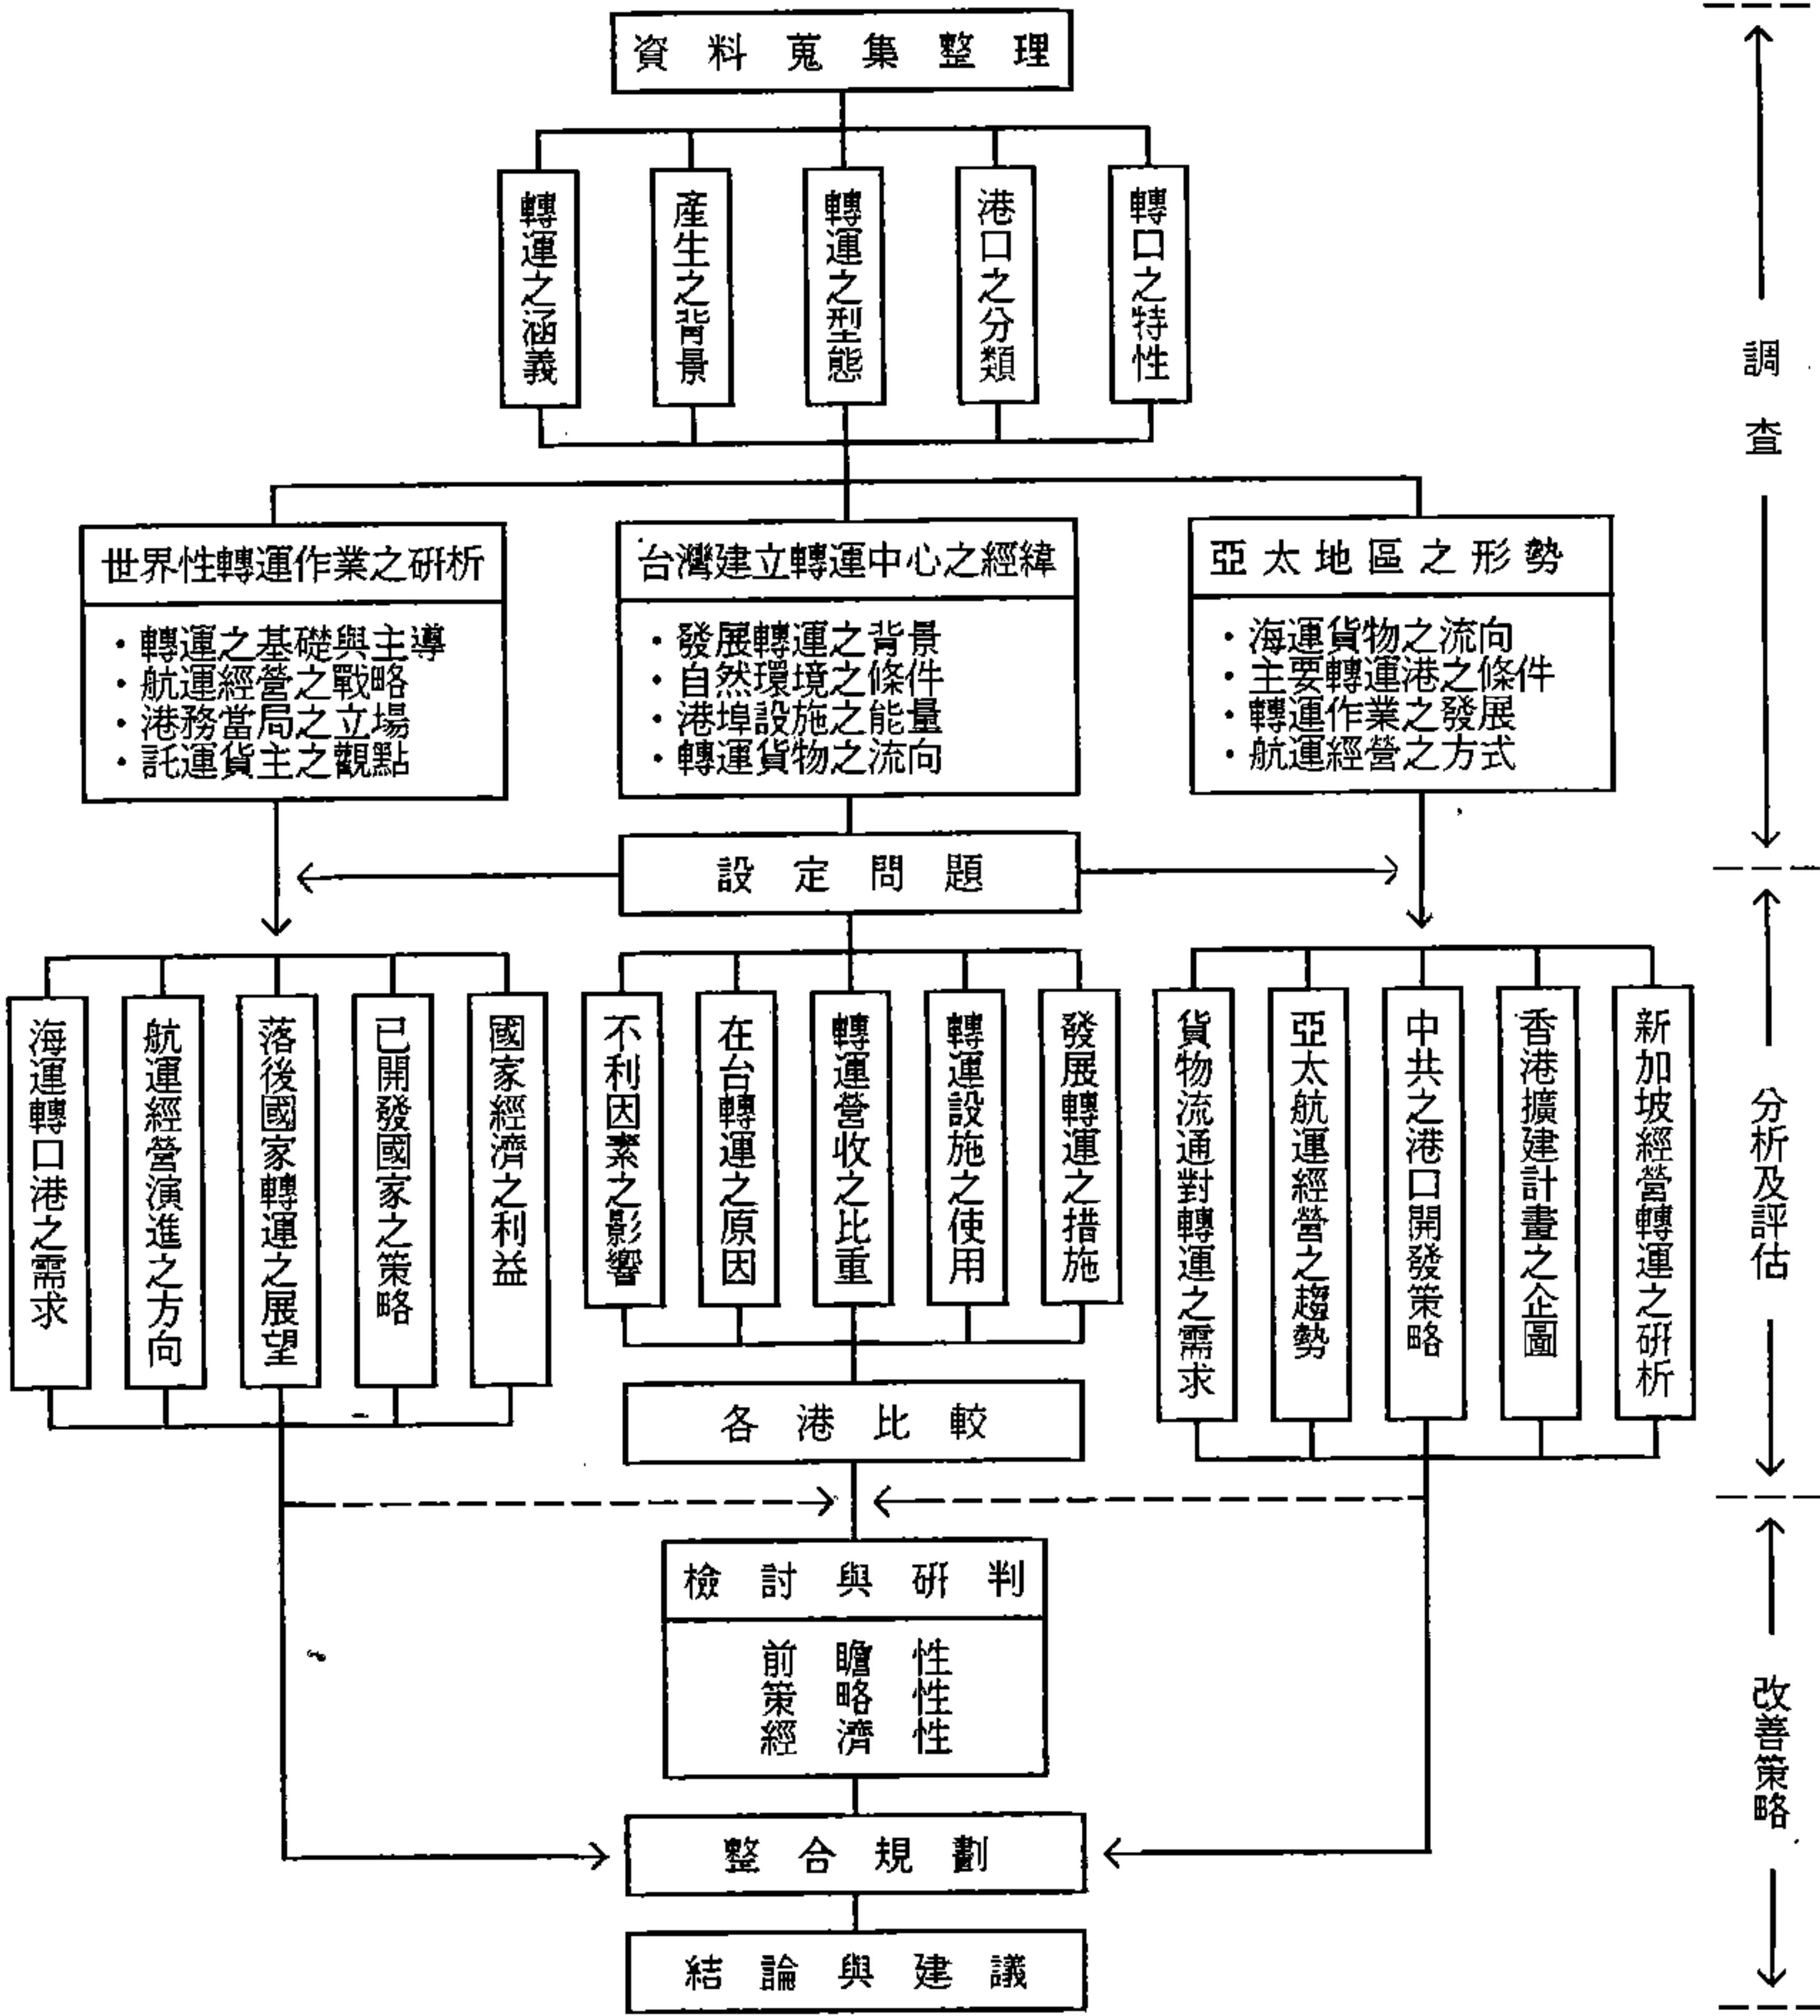 資料蒐集整理
轉運之涵義
產生之背景
轉運之型態
港口之分類
轉口之特性
世界性轉運作業之研析
・轉運之基礎與主導
・航運經營之戰略
・港務當局之立場
・託運貨主之觀點
台灣建立轉運中心之經緯
・發展轉運之背景
・自然環境之條件
・港埠設施之能量
・轉運貨物之流向
亞太地區之形勢
・海運貨物之流向
・主要轉運港之條件
・轉運作業之發展
・航運經營之方式
設定問題
海運轉口港之需求
航運經營演進之方向
落後國家轉運之展望
已開發國家之策略
國家經濟之利益
不利因素之影響
在台轉運之原因
轉運營收之比重
轉運設施之使用
發展轉運之措施
貨物流通對轉運之需求
亞太航運經營之趨勢
中共之港口開發策略
香港擴建計畫之企圖
新加坡經營轉運之研析
各港比較
檢討與研判
前瞻性
策略性
經濟性
整合規劃
結論與建議
調查
分析及評估
改善策略